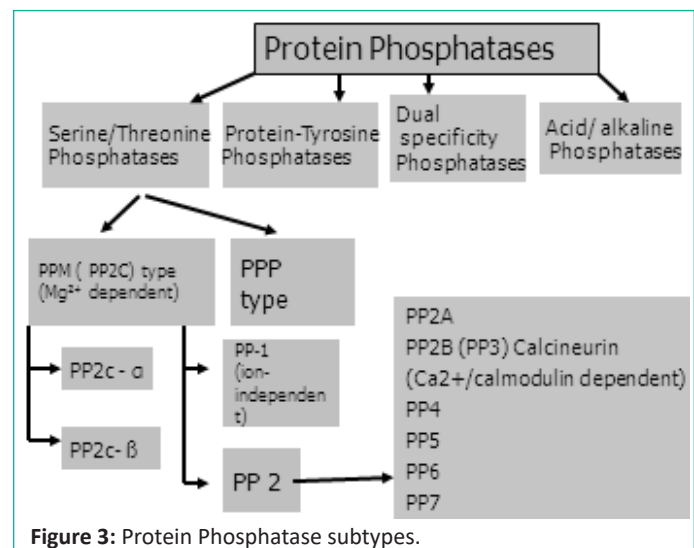 Protein Phosphatases
Serine/Threonine
Phosphatases
Protein-Tyrosine
Phosphatases
Dual
specificity
Phosphatases
Acid/ alkaline
Phosphatases
PPM ( PP2C) type
(Mg²⁺ dependent)
PPP
type
PP2c - α
PP2c- ß
PP-1
(ion-
independen
t)
PP 2
PP2A
PP2B (PP3) Calcineurin
(Ca2+/calmodulin dependent)
PP4
PP5
PP6
PP7
Figure 3: Protein Phosphatase subtypes.